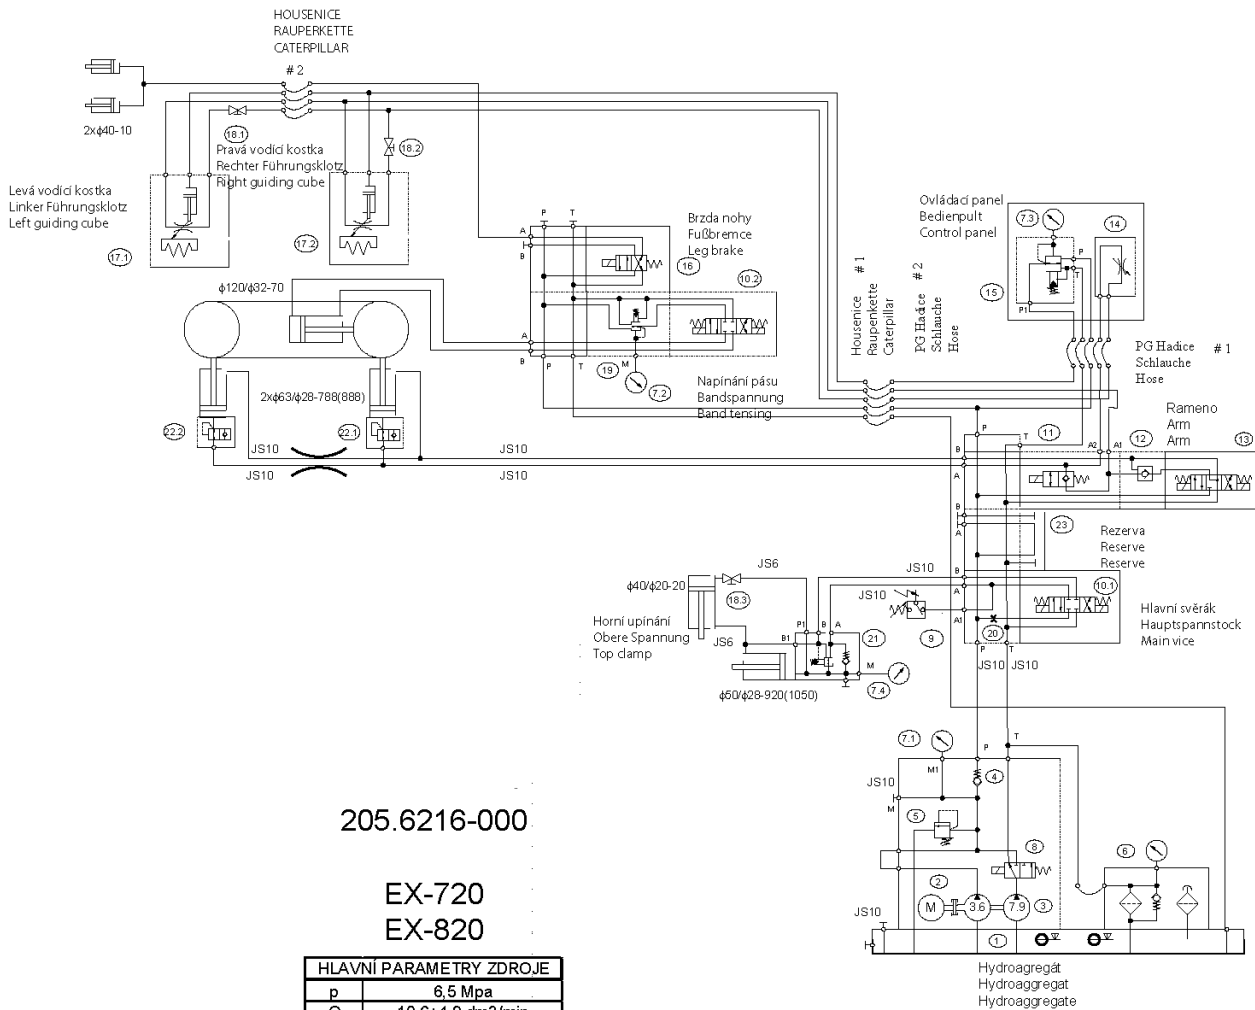 HOUSENICE
RAUPERKETTE
CATERPILLAR
# 2
2xϕ40-10
18.1
18.2
Pravá vodící kostka
Rechter Führungsklotz
Right guiding cube
Levá vodící kostka
Linker Führungsklotz
Left guiding cube
17.1
17.2
P
T
A
B
Brzda nohy
Fußbremce
Leg brake
16
10.2
A
B
P
T
M
19
7.2
Napínání pásu
Bandspannung
Band tensing
ϕ120/ϕ32-70
2xϕ63/ϕ28-788(888)
22.2
22.1
JS10
JS10
JS10
JS10
Housenice
Raupenkette
Caterpillar
# 1
PG Hadice
Schlauche
Hose
# 2
Ovládací panel
Bedienpult
Control panel
7.3
14
P
T
P1
15
PG Hadice
Schlauche
Hose
# 1
Rameno
Arm
Arm
P
T
11
A2
A1
12
13
B
A
B
A
23
Rezerva
Reserve
Reserve
JS10
JS10
B
A
A1
10.1
20
9
P
T
JS10
JS10
Hlavní svěrák
Hauptspannstock
Main vice
JS6
ϕ40/ϕ20-20
18.3
Horní upínání
Obere Spannung
Top clamp
JS6
P1
B
A
B1
21
M
7.4
ϕ50/ϕ28-920(1050)
7.1
P
T
M1
4
JS10
M
5
8
6
2
M
3.6
7.9
3
JS10
1
Hydroagregát
Hydroaggregat
Hydroaggregate
205.6216-000
EX-720
EX-820
HLAVNÍ PARAMETRY ZDROJE
p 6,5 Mpa